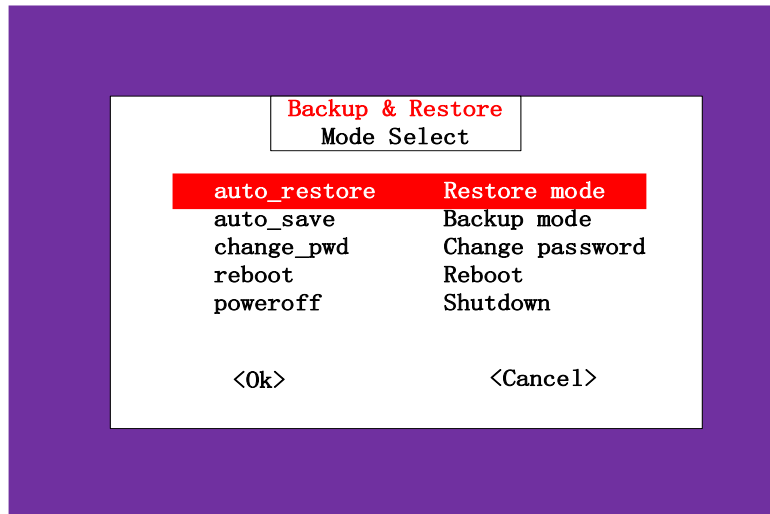 Backup & Restore
Mode Select
auto_restore Restore mode
auto_save Backup mode
change_pwd Change password
reboot Reboot
poweroff Shutdown
<Ok> <Cancel>